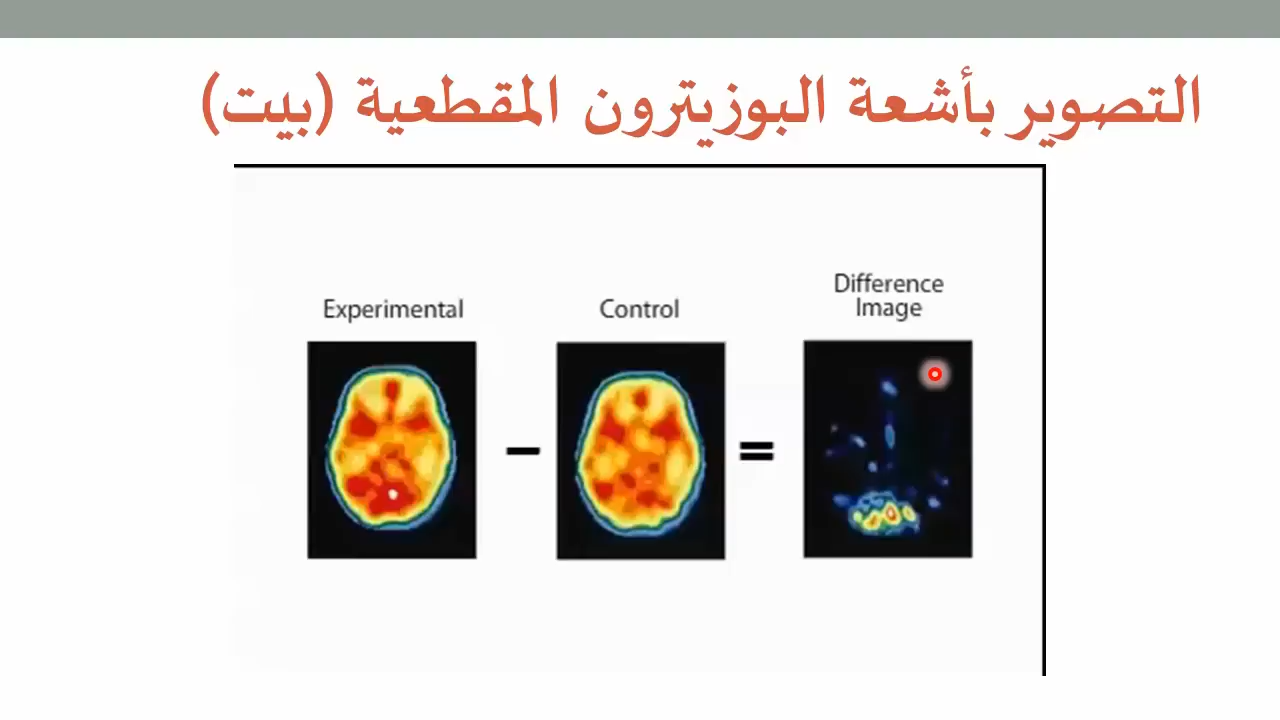 التصوير بأشعة البوزيترون المقطعية (بيت)
Experimental
Control
Difference
Image